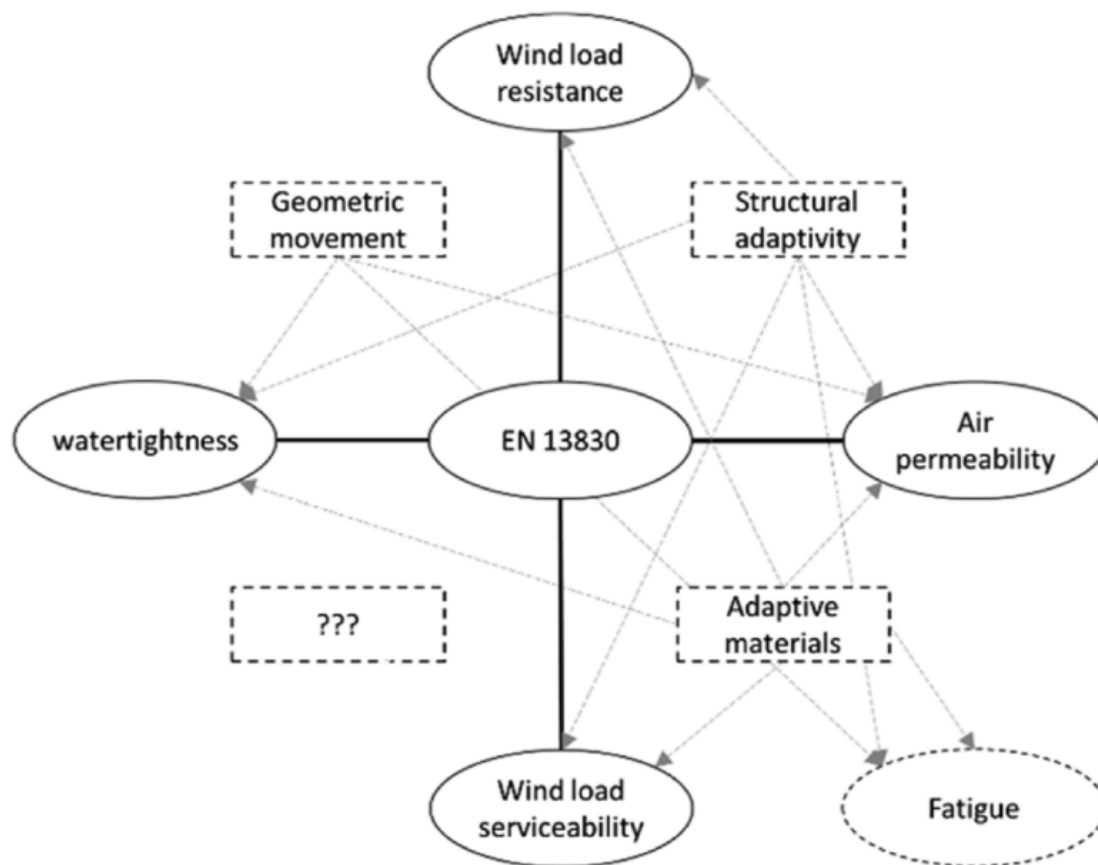 Wind load
resistance
Geometric
movement
Structural
adaptivity
watertightness
EN 13830
Air
permeability
???
Adaptive
materials
Wind load
serviceability
Fatigue